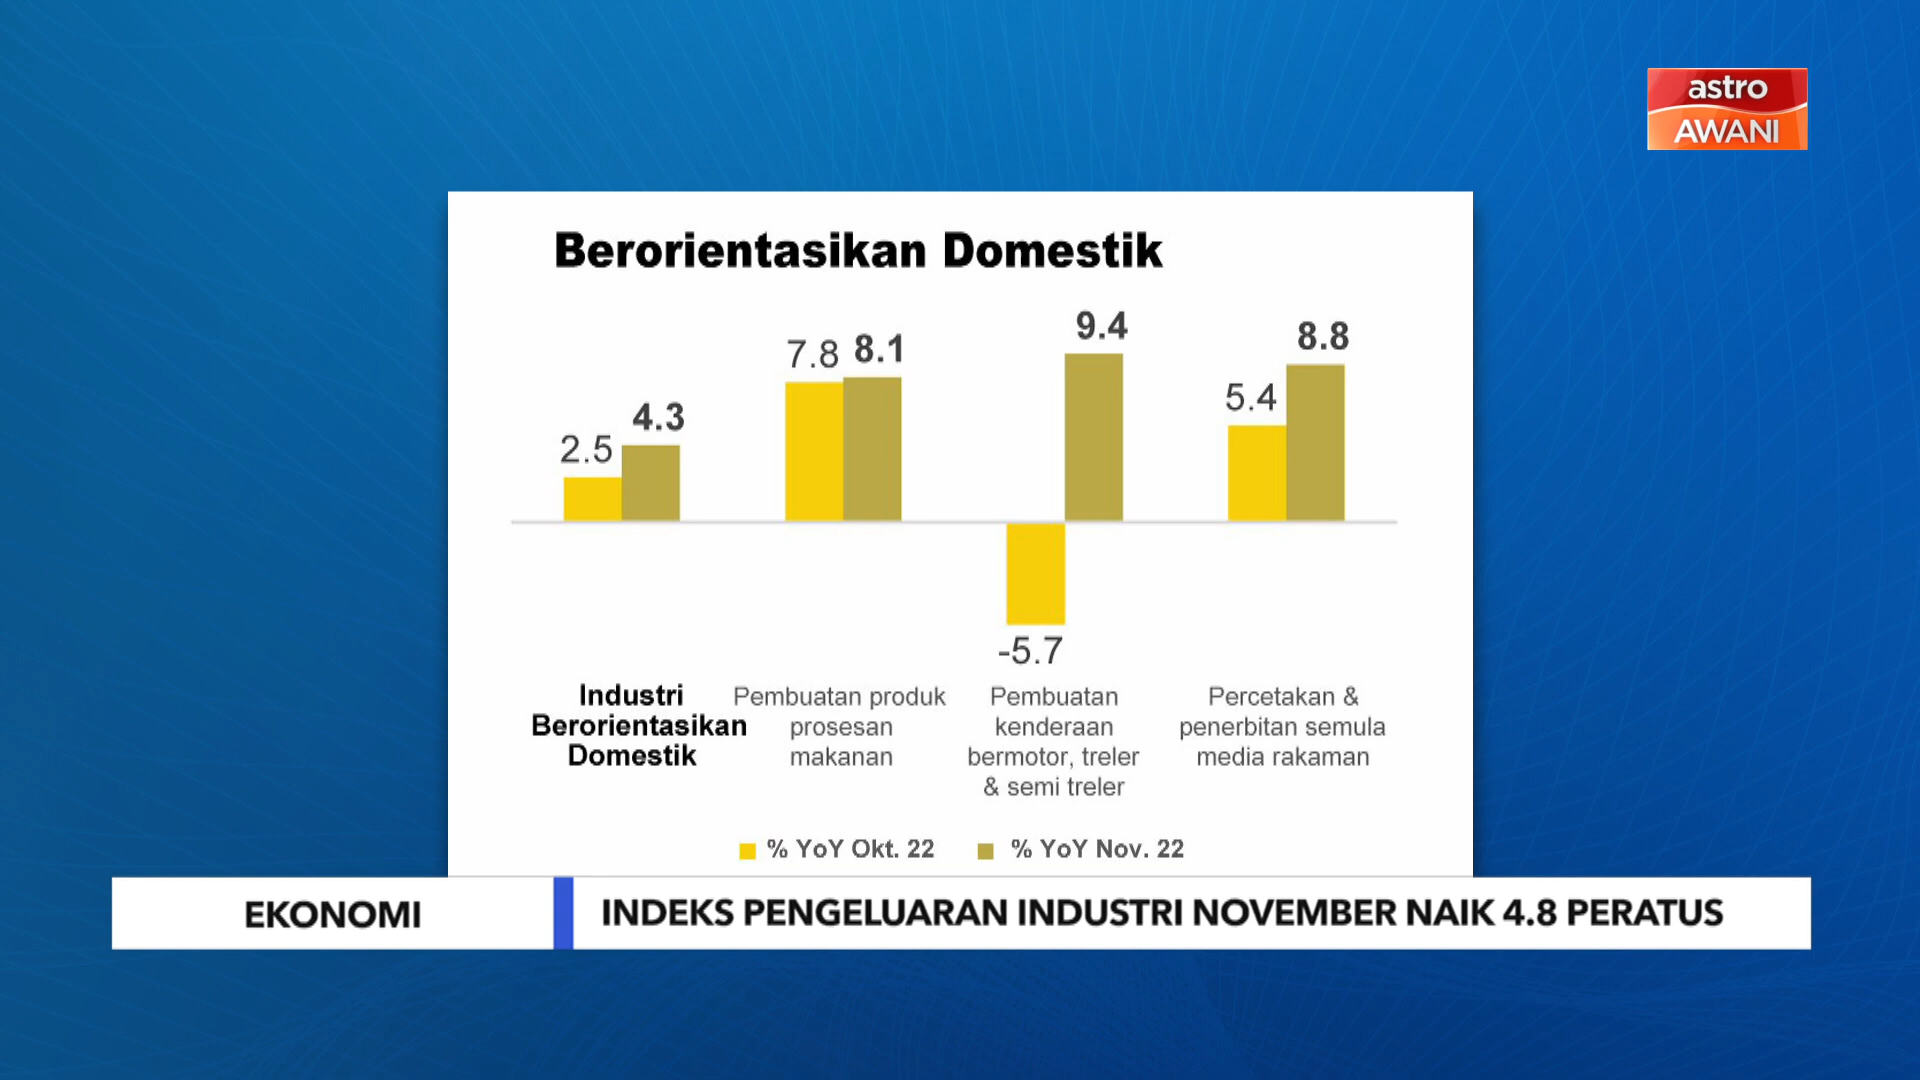 astro
AWANI
Berorientasikan Domestik
2.5 4.3 7.8 8.1 -5.7 9.4 5.4 8.8
Industri
Berorientasikan
Domestik
Pembuatan produk
prosesan
makanan
Pembuatan
kenderaan
bermotor, treler
& semi treler
Percetakan &
penerbitan semula
media rakaman
% YoY Okt. 22 % YoY Nov. 22
EKONOMI INDEKS PENGELUARAN INDUSTRI NOVEMBER NAIK 4.8 PERATUS